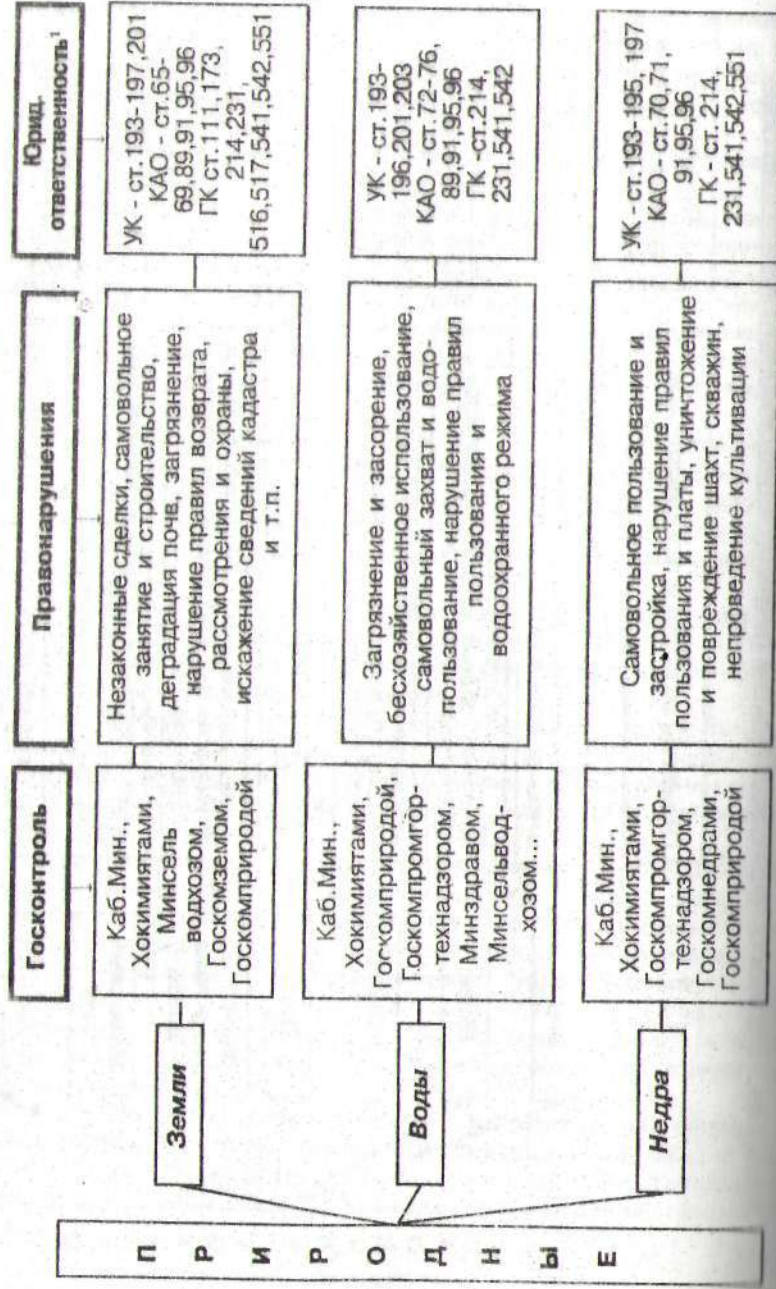 П Р И Р О Д Н Ы Е
Госконтроль
Правонарушения
Юрид.
ответственность¹
Земли
Каб.Мин.,
Хокимиятами,
Минсель
водхозом,
Госкомземом,
Госкомприродой
Незаконные сделки, самовольное
занятие и строительство,
деградация почв, загрязнение,
нарушение правил возврата,
рассмотрения и охраны,
искажение сведений кадастра
и т.п.
УК - ст.193-197,201
КАО - ст.65-
69,89,91,95,96
ГК ст.111,173,
214,231,
516,517,541,542,551
Воды
Каб.Мин.,
Хокимиятами,
Госкомприродой,
Госкомпромгор-
технадзором,
Минздравом,
Минсельвод-
хозом...
Загрязнение и засорение,
бесхозяйственное использование,
самовольный захват и водо-
пользование, нарушение правил
пользования и
водоохранного режима
УК - ст.193-
196,201,203
КАО - ст.72-76,
89,91,95,96
ГК -ст.214,
231,541,542
Недра
Каб.Мин.,
Хокимиятами,
Госкомпромгор-
технадзором,
Госкомнедрами,
Госкомприродой
Самовольное пользование и
застройка, нарушение правил
пользования и платы, уничтожение
и повреждение шахт, скважин,
непроведение культивации
УК -ст.193-195, 197
КАО - ст.70,71,
91,95,96
ГК - ст. 214,
231,541,542,551